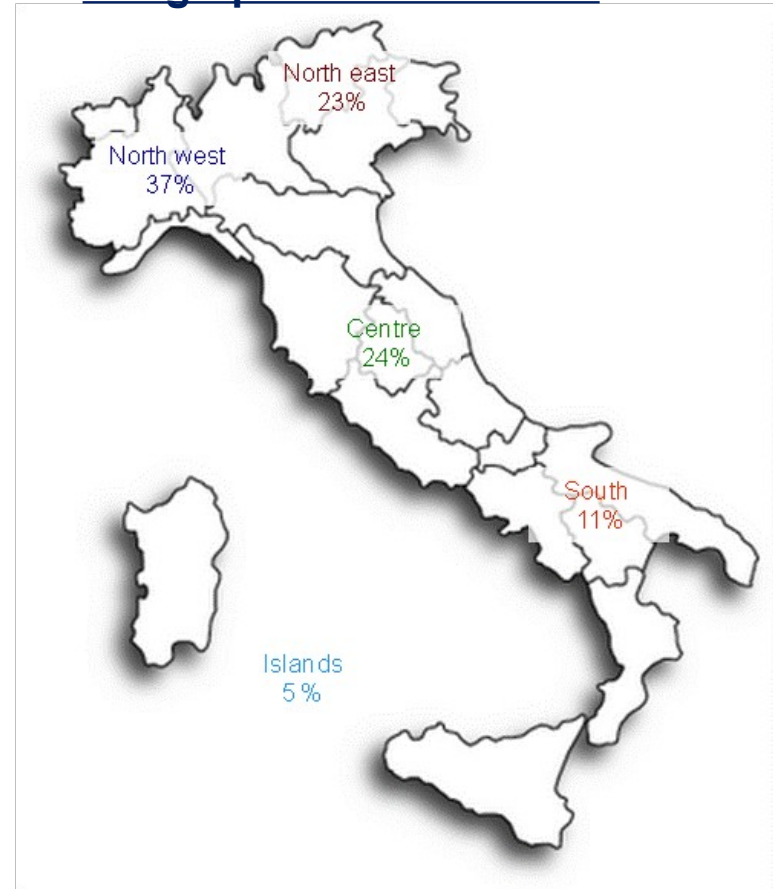 North east
23%
North west
37%
Centre
24%
South
11%
Islands
5%